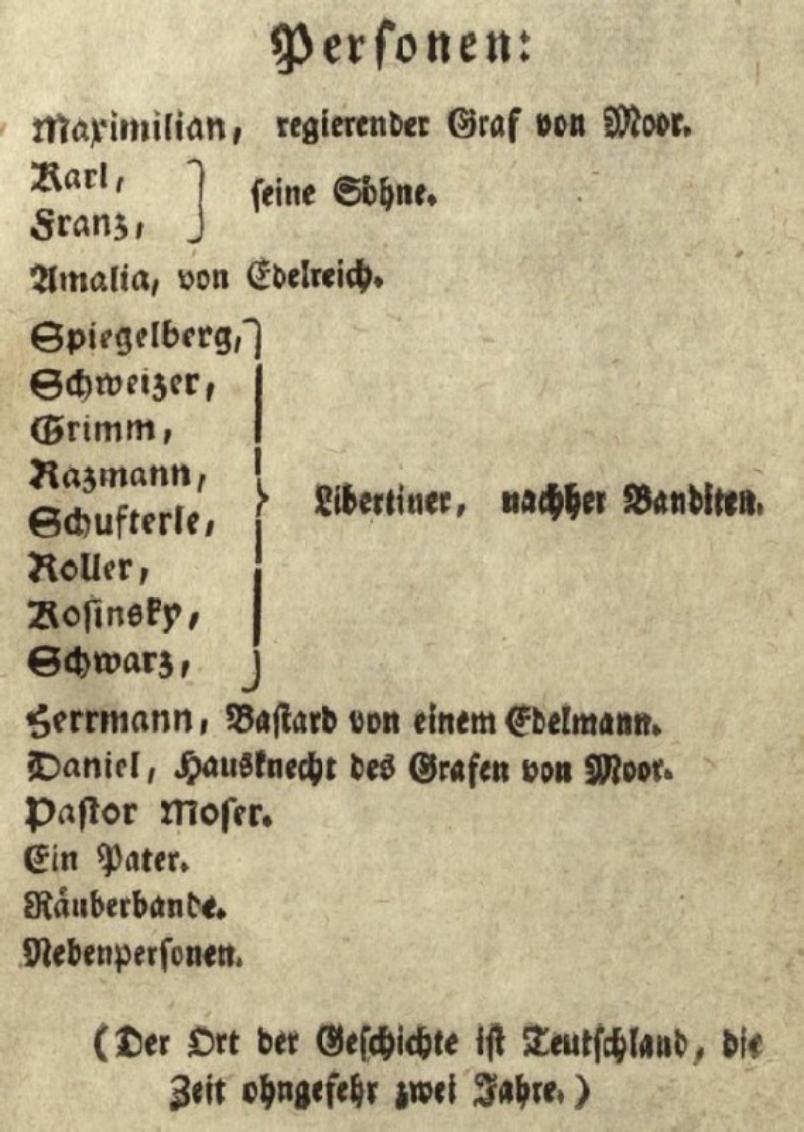 Personen:
Maximilian, regierender Graf von Moor.
Karl,
Franz, } seine Söhne.
Amalia, von Edelreich.
Spiegelberg,
Schweizer,
Grimm,
Razmann,
Schufterle, } Libertiner, nachher Banditen.
Roller,
Kosinsky,
Schwarz,
Herrmann, Bastard von einem Edelmann.
Daniel, Hausknecht des Grafen von Moor.
Pastor Moser.
Ein Pater.
Räuberbande.
Nebenpersonen.
(Der Ort der Geschichte ist Teutschland, die
Zeit ohngefehr zwei Jahre.)